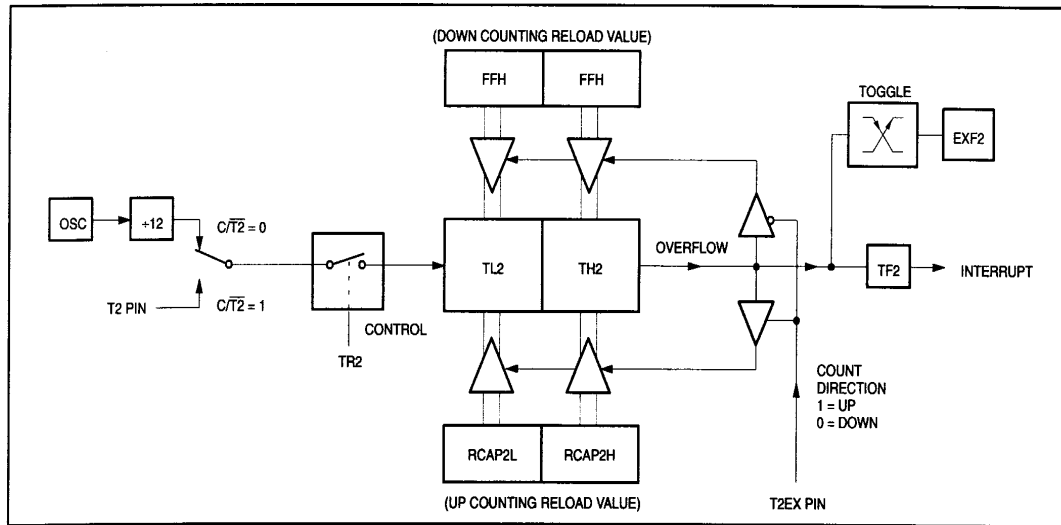 (DOWN COUNTING RELOAD VALUE)
FFH
FFH
TOGGLE
EXF2
OSC
÷12
C/T2̅ = 0
T2 PIN
C/T2̅ = 1
CONTROL
TR2
TL2
TH2
OVERFLOW
TF2
INTERRUPT
COUNT
DIRECTION
1 = UP
0 = DOWN
RCAP2L
RCAP2H
(UP COUNTING RELOAD VALUE)
T2EX PIN